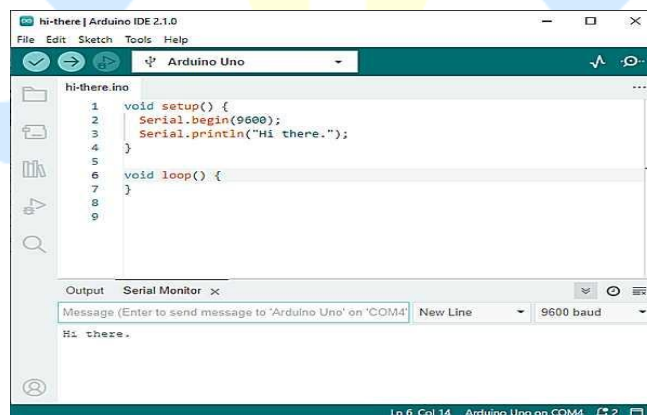 hi-there | Arduino IDE 2.1.0
File Edit Sketch Tools Help
Arduino Uno
hi-there.ino
1 void setup() {
2 Serial.begin(9600);
3 Serial.println("Hi there.");
4 }
5
6 void loop() {
7 }
8
9
Output Serial Monitor
Message (Enter to send message to 'Arduino Uno' on 'COM4' New Line 9600 baud
Hi there.
Ln 6, Col 14 Arduino Uno on COM4 2